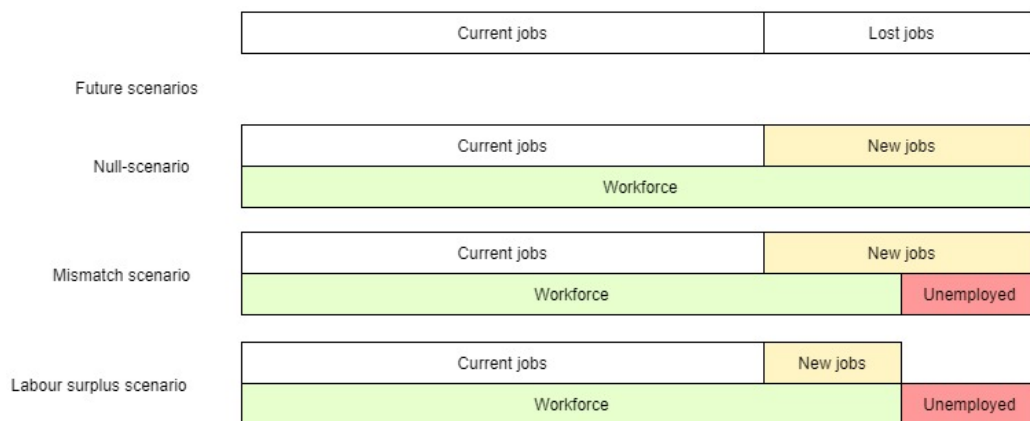 Current jobs Lost jobs
Future scenarios
Null-scenario
Current jobs New jobs
Workforce
Mismatch scenario
Current jobs New jobs
Workforce Unemployed
Labour surplus scenario
Current jobs New jobs
Workforce Unemployed